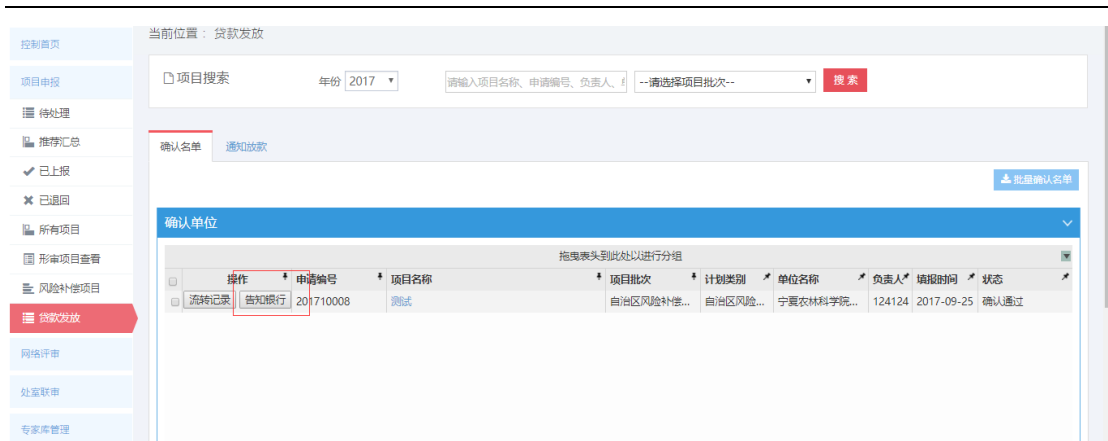 当前位置： 贷款发放
控制首页
项目申报
待处理
推荐汇总
已上报
已退回
所有项目
形审项目查看
风险补偿项目
贷款发放
网络评审
处室联审
专家库管理
项目搜索 年份 2017 请输入项目名称、申请编号、负责人、 --请选择项目批次-- 搜 索
确认名单 通知放款
批量确认名单
确认单位
拖曳表头到此处以进行分组
操作 申请编号 项目名称 项目批次 计划类别 单位名称 负责人 填报时间 状态
流转记录 告知银行 201710008 测试 自治区风险补偿... 自治区风险... 宁夏农林科学院... 124124 2017-09-25 确认通过